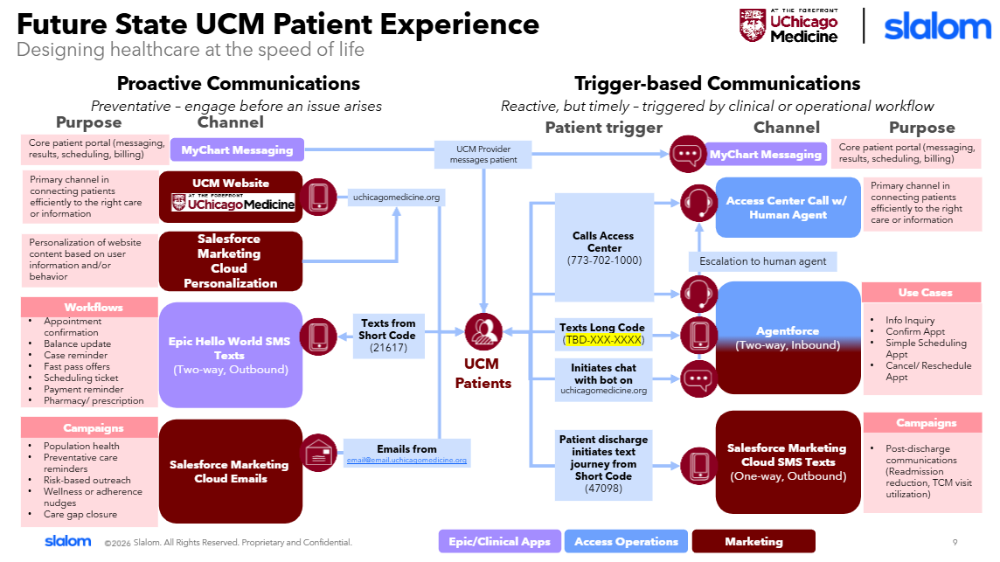 Future State UCM Patient Experience
Designing healthcare at the speed of life
AT THE FOREFRONT
UChicago
Medicine
slalom
Proactive Communications
Preventative – engage before an issue arises
Purpose
Channel
Core patient portal (messaging,
results, scheduling, billing)
MyChart Messaging
Primary channel in
connecting patients
efficiently to the right care
or information
UCM Website
AT THE FOREFRONT
UChicago Medicine
uchicagomedicine.org
Personalization of website
content based on user
information and/or
behavior
Salesforce
Marketing
Cloud
Personalization
Workflows
• Appointment
confirmation
• Balance update
• Case reminder
• Fast pass offers
• Scheduling ticket
• Payment reminder
• Pharmacy/ prescription
Epic Hello World SMS
Texts
(Two-way, Outbound)
Texts from
Short Code
(21617)
Campaigns
• Population health
• Preventative care
reminders
• Risk-based outreach
• Wellness or adherence
nudges
• Care gap closure
Salesforce Marketing
Cloud Emails
Emails from
email@email.uchicagomedicine.org
UCM Provider
messages patient
UCM
Patients
Trigger-based Communications
Reactive, but timely – triggered by clinical or operational workflow
Patient trigger
Channel
Purpose
MyChart Messaging
Core patient portal (messaging,
results, scheduling, billing)
Calls Access
Center
(773-702-1000)
Access Center Call w/
Human Agent
Primary channel in
connecting patients
efficiently to the right
care or information
Escalation to human agent
Texts Long Code
(TBD-XXX-XXXX)
Initiates chat
with bot on
uchicagomedicine.org
Agentforce
(Two-way, Inbound)
Use Cases
• Info Inquiry
• Confirm Appt
• Simple Scheduling
Appt
• Cancel/ Reschedule
Appt
Patient discharge
initiates text
journey from
Short Code
(47098)
Salesforce Marketing
Cloud SMS Texts
(One-way, Outbound)
Campaigns
• Post-discharge
communications
(Readmission
reduction, TCM visit
utilization)
slalom
©2026 Slalom. All Rights Reserved. Proprietary and Confidential.
Epic/Clinical Apps
Access Operations
Marketing
9